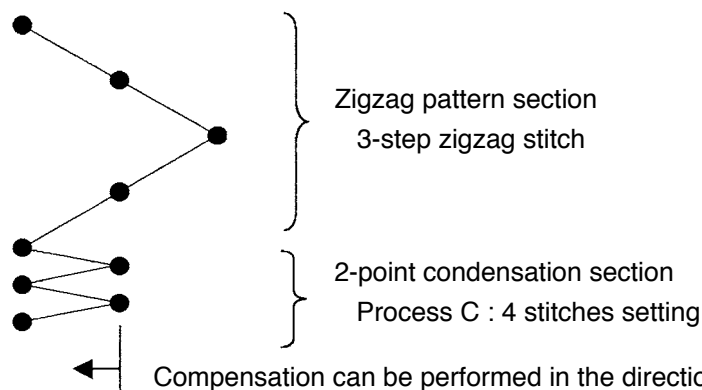 Zigzag pattern section
3-step zigzag stitch
2-point condensation section
Process C : 4 stitches setting
Compensation can be performed in the